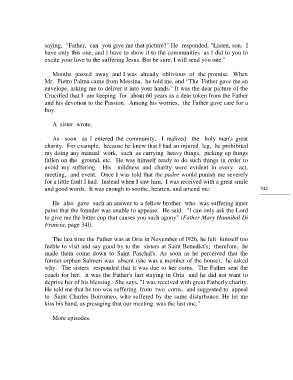 saying, "Father, can you give me that picture?" He responded, "Listen, son, I
have only this one, and I have to show it to the communities as I did to you to
excite your love to the suffering Jesus. But be sure, I will send you one."
Months passed away and I was already oblivious of the promise. When
Mr. Pietro Palma came from Messina, he told me, and "The Father gave me an
envelope, asking me to deliver it into your hands." It was the dear picture of the
Crucified that I am keeping for about 60 years as a dear token from the Father
and his devotion to the Passion. Among his worries, the Father gave care for a
boy.
A sister wrote,
As soon as I entered the community, I realized the holy man's great
charity. For example, because he knew that I had an injured leg, he prohibited
my doing any manual work, such as carrying heavy things, picking up things
fallen on the ground, etc. He was himself ready to do such things in order to
avoid my suffering. His mildness and charity were evident in every act,
meeting, and event. Once I was told that the padre would punish me severely
for a little fault I had. Instead when I saw him, I was received with a great smile
and good words. It was enough to soothe, hearten, and amend me.
He also gave such an answer to a fellow brother who was suffering inner
pains that the founder was unable to appease. He said: "I can only ask the Lord
to give me the bitter cup that causes you such agony" (Father Mary Hannibal Di
Francia, page 341).
The last time the Father was at Oria in November of 1926, he felt himself too
feeble to visit and say good-by to the sisters at Saint Benedict's; therefore, he
made them come down to Saint Paschal's. As soon as he perceived that the
former orphan Salmeri was absent (she was a member of the house), he asked
why. The sisters responded that it was due to her corns. The Father sent the
coach for her; it was the Father's last staying in Oria and he did not want to
deprive her of his blessing. She says, "I was received with great Fatherly charity.
He told me that he too was suffering from two corns, and suggested to appeal
to Saint Charles Borromeo, who suffered by the same disturbance. He let me
kiss his hand, as presaging that our meeting was the last one."
More episodes.